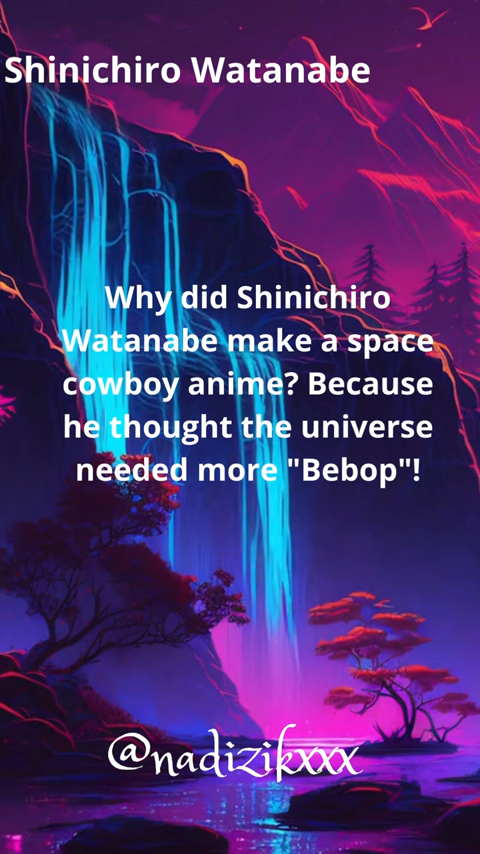 Shinichiro Watanabe
Why did Shinichiro
Watanabe make a space
cowboy anime? Because
he thought the universe
needed more "Bebop"!
@nadizikxxx